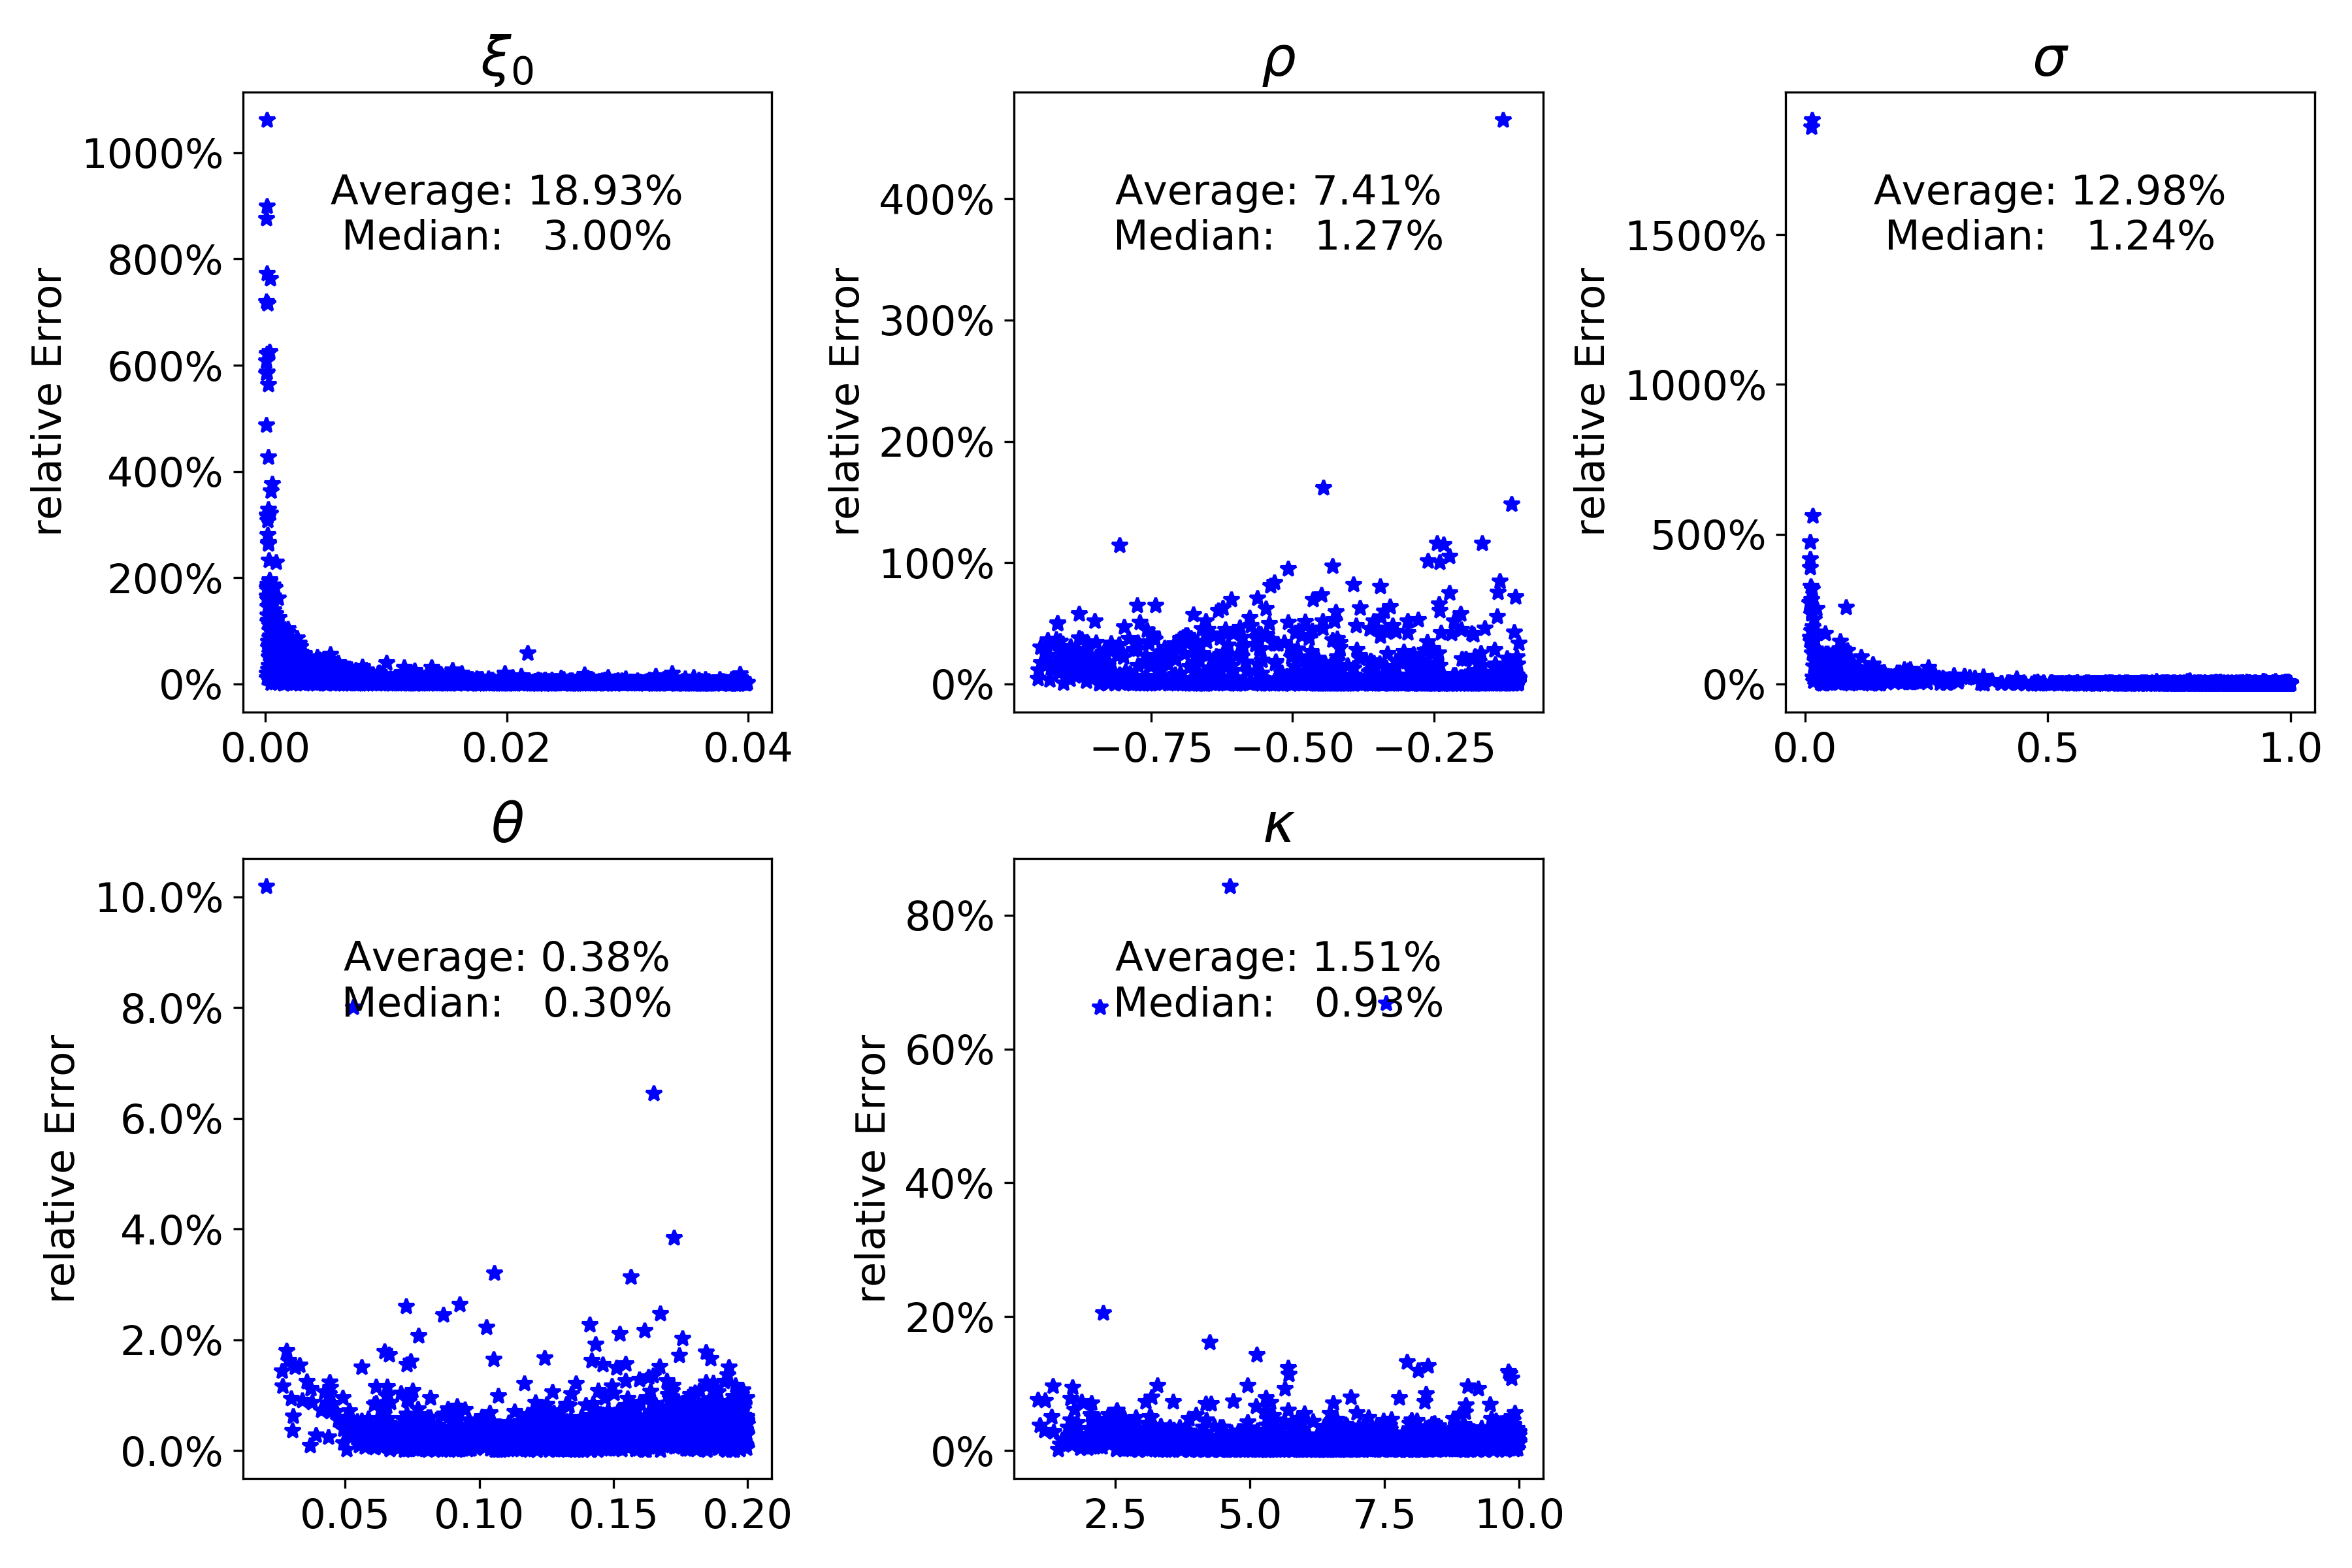 ξ0
1000%
800%
600%
400%
200%
0%
relative Error
Average: 18.93%
Median: 3.00%
0.00 0.02 0.04
ρ
400%
300%
200%
100%
0%
relative Error
Average: 7.41%
Median: 1.27%
−0.75 −0.50 −0.25
σ
1500%
1000%
500%
0%
relative Error
Average: 12.98%
Median: 1.24%
0.0 0.5 1.0
θ
10.0%
8.0%
6.0%
4.0%
2.0%
0.0%
relative Error
Average: 0.38%
Median: 0.30%
0.05 0.10 0.15 0.20
κ
80%
60%
40%
20%
0%
relative Error
Average: 1.51%
Median: 0.93%
2.5 5.0 7.5 10.0